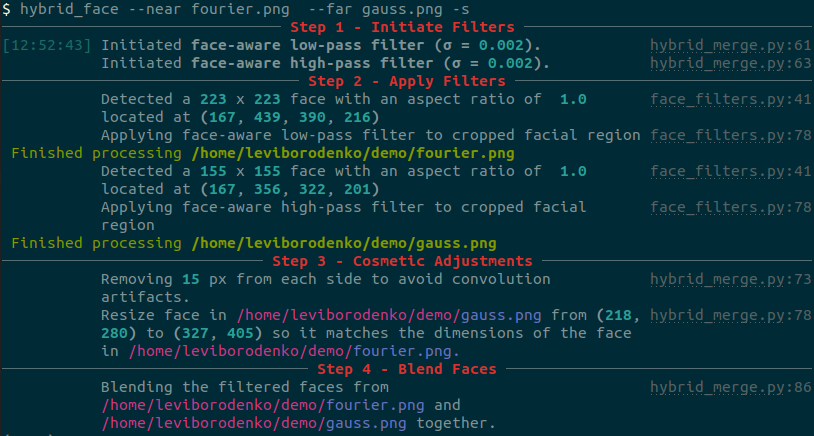 $ hybrid_face --near fourier.png  --far gauss.png -s
Step 1 - Initiate Filters
[12:52:43] Initiated face-aware low-pass filter (σ = 0.002). hybrid_merge.py:61
Initiated face-aware high-pass filter (σ = 0.002). hybrid_merge.py:63
Step 2 - Apply Filters
Detected a 223 x 223 face with an aspect ratio of  1.0 face_filters.py:41
located at (167, 439, 390, 216)
Applying face-aware low-pass filter to cropped facial region face_filters.py:78
Finished processing /home/leviborodenko/demo/fourier.png
Detected a 155 x 155 face with an aspect ratio of  1.0 face_filters.py:41
located at (167, 356, 322, 201)
Applying face-aware high-pass filter to cropped facial face_filters.py:78
region
Finished processing /home/leviborodenko/demo/gauss.png
Step 3 - Cosmetic Adjustments
Removing 15 px from each side to avoid convolution hybrid_merge.py:73
artifacts.
Resize face in /home/leviborodenko/demo/gauss.png from (218, hybrid_merge.py:78
280) to (327, 405) so it matches the dimensions of the face
in /home/leviborodenko/demo/fourier.png.
Step 4 - Blend Faces
Blending the filtered faces from hybrid_merge.py:86
/home/leviborodenko/demo/fourier.png and
/home/leviborodenko/demo/gauss.png together.